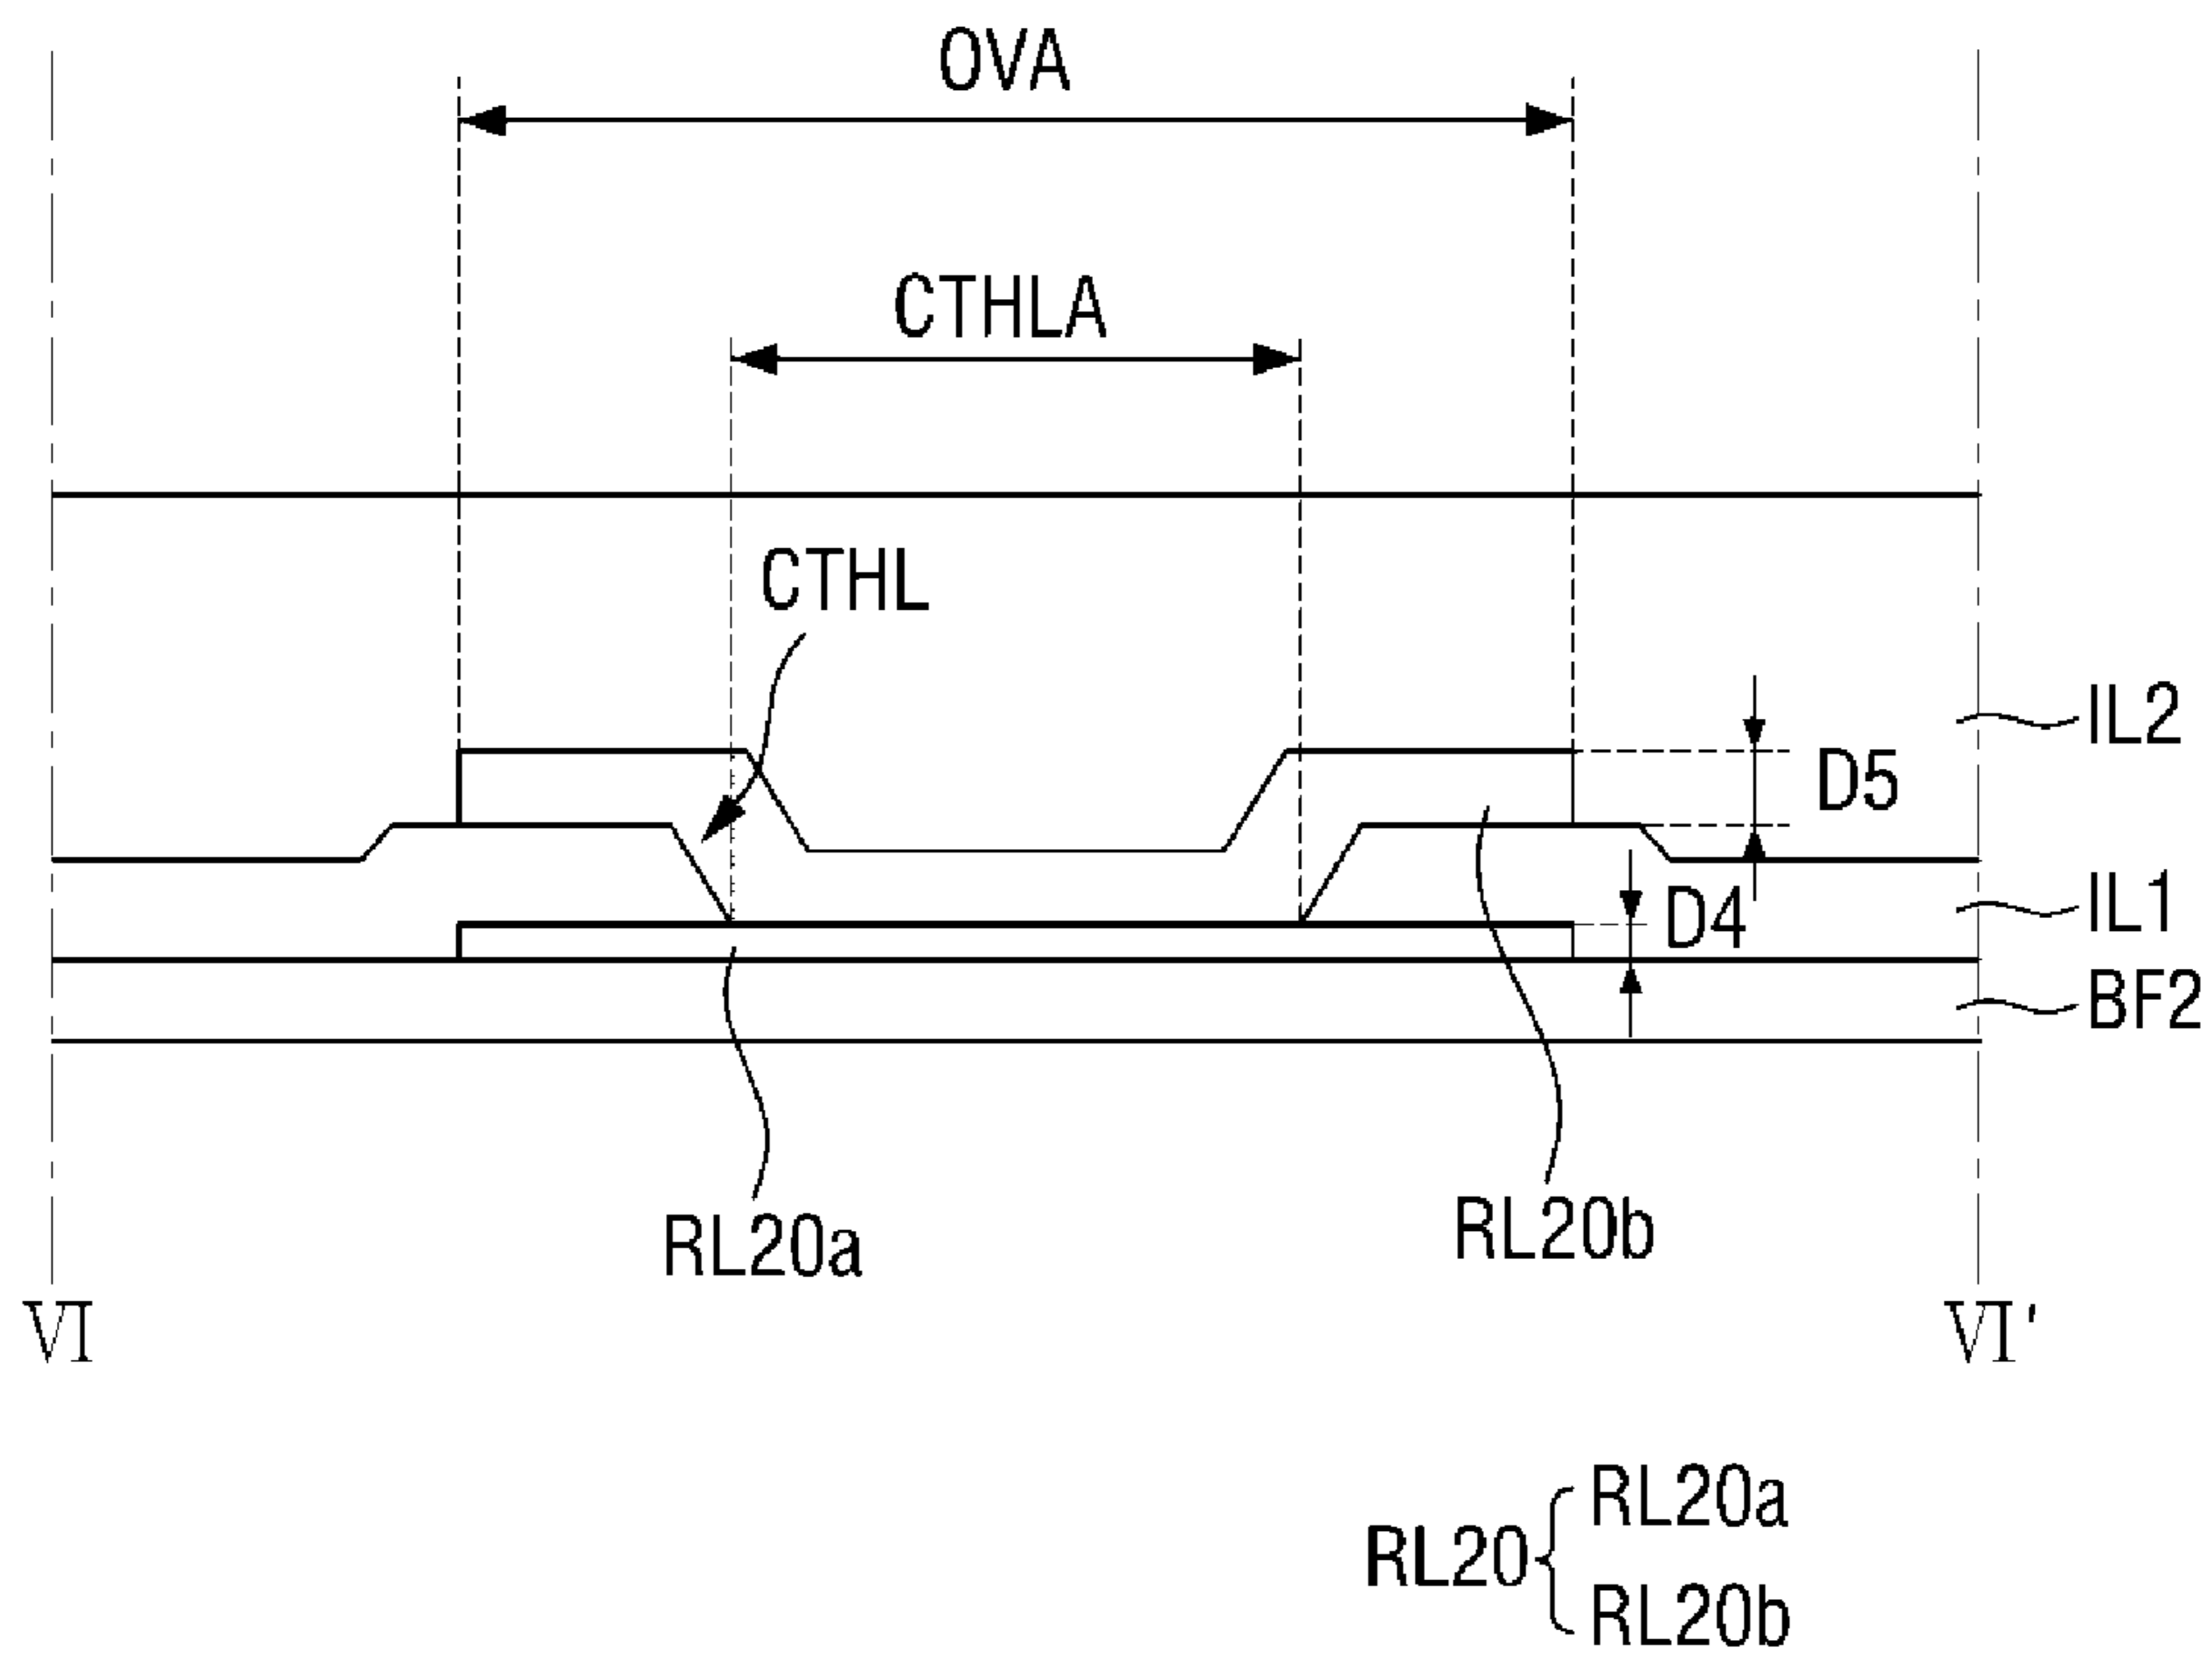 OVA
CTHLA
CTHL
IL2
D5
IL1
D4
BF2
RL20a
RL20b
VI
VI'
RL20
RL20a
RL20b